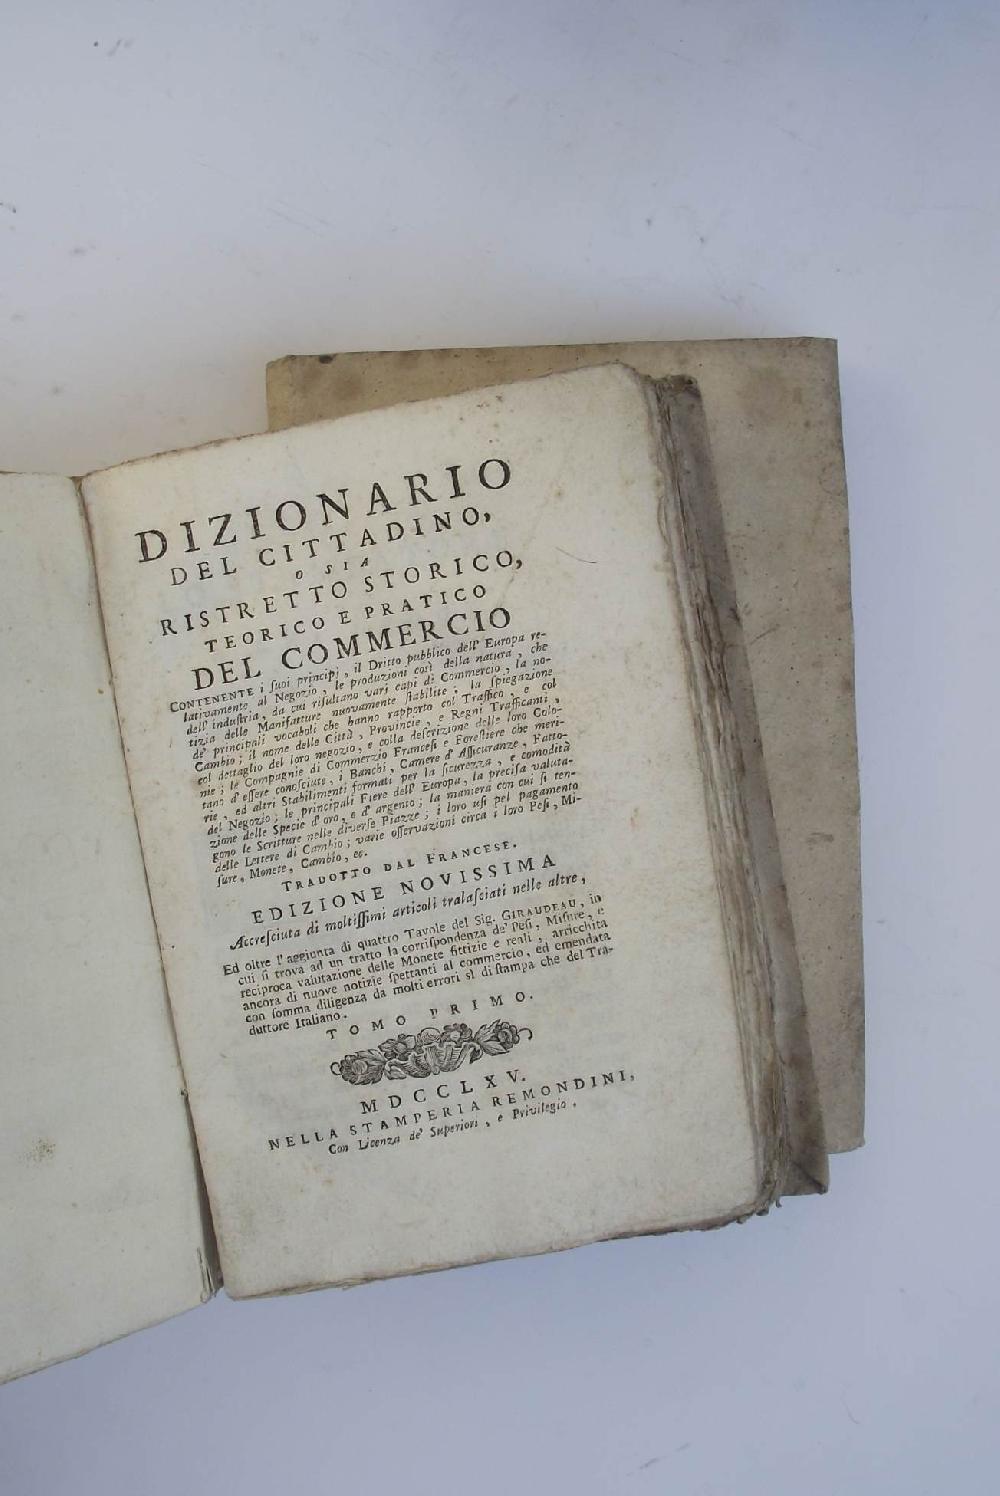 DIZIONARIO
DEL CITTADINO,
O SIA
RISTRETTO STORICO,
TEORICO E PRATICO
DEL COMMERCIO
CONTENENTE i ſuoi principj, il Dritto pubblico dell' Europa re-
lativamente al Negozio, le produzioni così della natura, che
dell' induſtria, da cui riſultano varj capi di Commercio, la no-
tizia delle Manifatture nuovamente ſtabilite; la ſpiegazione
de' principali vocaboli che hanno rapporto col Traffico, e col
Cambio; il nome delle Città, Provincie, e Regni Trafficanti,
col dettaglio del loro negozio, e colla deſcrizione delle loro Colo-
nie; le Compagnie di Commerzio Franceſi e Foreſtiere che meri-
tano d' eſſere conoſciute, i Banchi, Camere d' Aſſicuranze, Fatto-
rie, ed altri Stabilimenti formati per la ſicurezza, e comodità
del Negozio; le principali Fiere dell' Europa, la preciſa valuta-
zione delle Specie d' oro, e d' argento; la maniera con cui ſi ten-
gono le Scritture nelle diverſe Piazze; i loro uſi pel pagamento
delle Lettere di Cambio; varie oſſervazioni circa i loro Peſi, Mi-
ſure, Monete, Cambio, ec.
TRADOTTO DAL FRANCESE.
EDIZIONE NOVISSIMA
Accreſciuta di moltiſſimi articoli tralaſciati nelle altre,
Ed oltre l' aggiunta di quattro Tavole del Sig. GIRAUDEAU, in
cui ſi trova ad un tratto la corriſpondenza de' Peſi, Miſure, e
reciproca valutazione delle Monete fittizie e reali, arricchita
ancora di nuove notizie ſpettanti al commercio, ed emendata
con ſomma diligenza da molti errori sì di ſtampa che del Tra-
duttore Italiano.
TOMO PRIMO.
MDCCLXV.
NELLA STAMPERIA REMONDINI,
Con Licenza de' Superiori, e Privilegio.